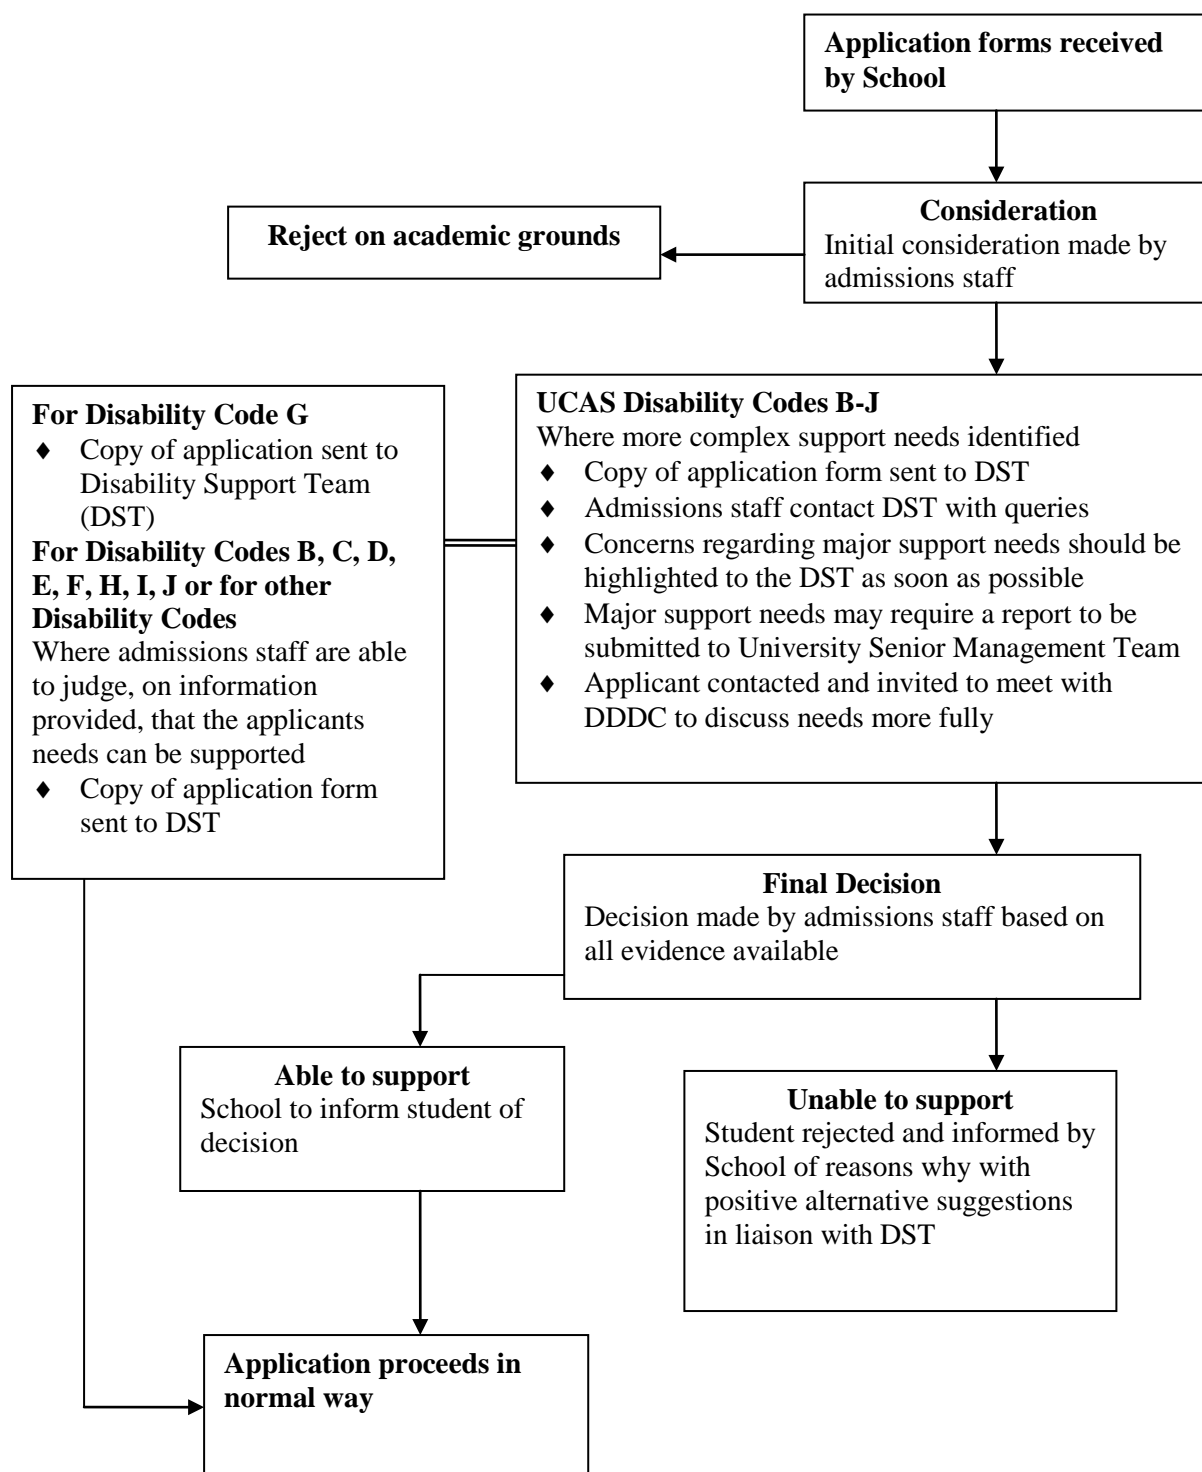 Application forms received
by School
Consideration
Initial consideration made by
admissions staff
Reject on academic grounds
For Disability Code G
♦ Copy of application sent to
Disability Support Team
(DST)
For Disability Codes B, C, D,
E, F, H, I, J or for other
Disability Codes
Where admissions staff are able
to judge, on information
provided, that the applicants
needs can be supported
♦ Copy of application form
sent to DST
UCAS Disability Codes B-J
Where more complex support needs identified
♦ Copy of application form sent to DST
♦ Admissions staff contact DST with queries
♦ Concerns regarding major support needs should be
highlighted to the DST as soon as possible
♦ Major support needs may require a report to be
submitted to University Senior Management Team
♦ Applicant contacted and invited to meet with
DDDC to discuss needs more fully
Final Decision
Decision made by admissions staff based on
all evidence available
Able to support
School to inform student of
decision
Unable to support
Student rejected and informed by
School of reasons why with
positive alternative suggestions
in liaison with DST
Application proceeds in
normal way